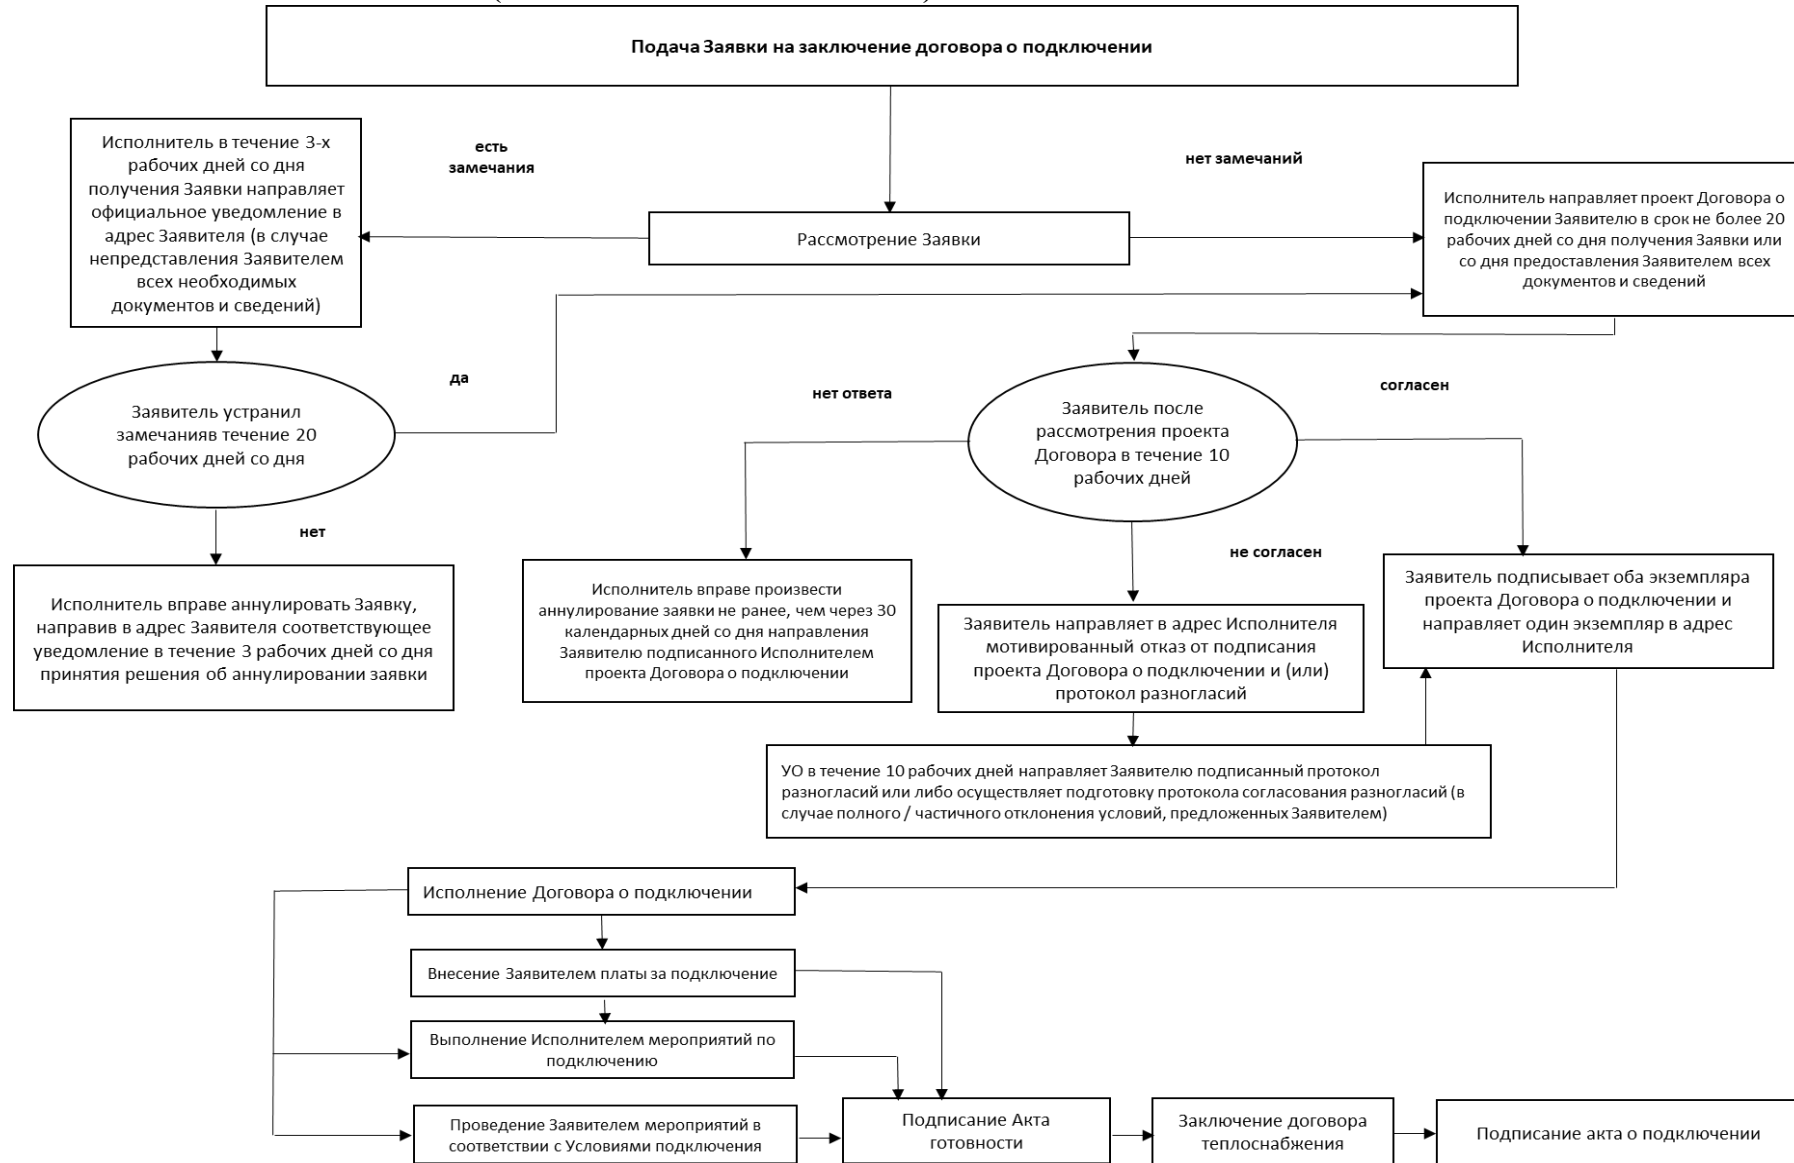 Подача Заявки на заключение договора о подключении
Исполнитель в течение 3-х
рабочих дней со дня
получения Заявки направляет
официальное уведомление в
адрес Заявителя (в случае
непредставления Заявителем
всех необходимых
документов и сведений)
есть
замечания
нет замечаний
Рассмотрение Заявки
Исполнитель направляет проект Договора о
подключении Заявителю в срок не более 20
рабочих дней со дня получения Заявки или
со дня предоставления Заявителем всех
документов и сведений
Заявитель устранил
замечанияв течение 20
рабочих дней со дня
да
нет
нет ответа
Заявитель после
рассмотрения проекта
Договора в течение 10
рабочих дней
согласен
не согласен
Исполнитель вправе аннулировать Заявку,
направив в адрес Заявителя соответствующее
уведомление в течение 3 рабочих дней со дня
принятия решения об аннулировании заявки
Исполнитель вправе произвести
аннулирование заявки не ранее, чем через 30
календарных дней со дня направления
Заявителю подписанного Исполнителем
проекта Договора о подключении
Заявитель направляет в адрес Исполнителя
мотивированный отказ от подписания
проекта Договора о подключении и (или)
протокол разногласий
Заявитель подписывает оба экземпляра
проекта Договора о подключении и
направляет один экземпляр в адрес
Исполнителя
УО в течение 10 рабочих дней направляет Заявителю подписанный протокол
разногласий или либо осуществляет подготовку протокола согласования разногласий (в
случае полного / частичного отклонения условий, предложенных Заявителем)
Исполнение Договора о подключении
Внесение Заявителем платы за подключение
Выполнение Исполнителем мероприятий по
подключению
Проведение Заявителем мероприятий в
соответствии с Условиями подключения
Подписание Акта
готовности
Заключение договора
теплоснабжения
Подписание акта о подключении